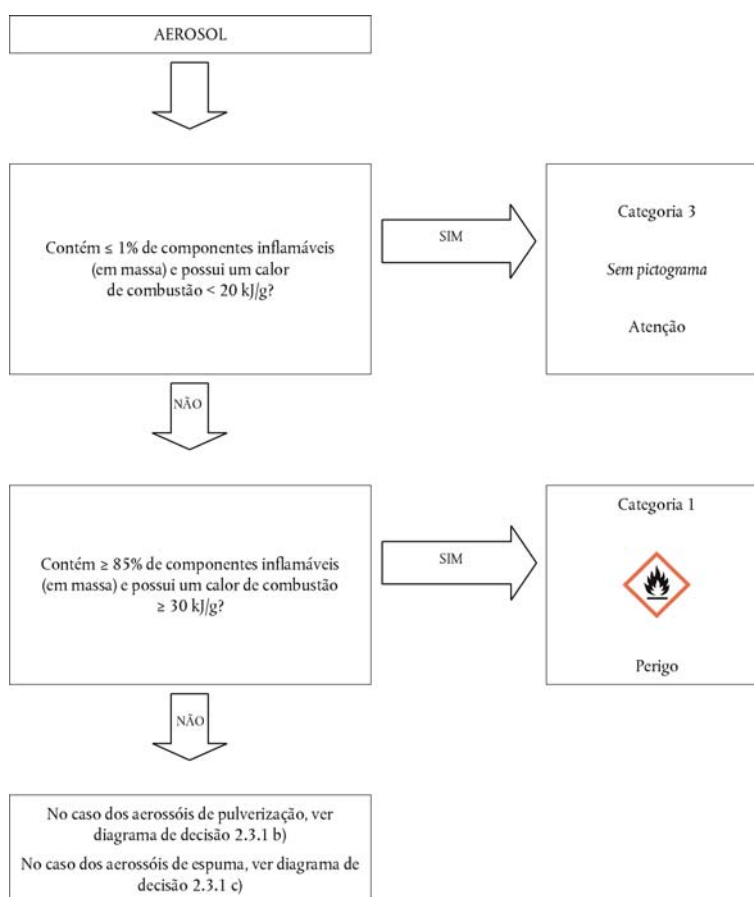 AEROSOL
Contém ≤ 1% de componentes inflamáveis
(em massa) e possui um calor
de combustão < 20 kJ/g?
SIM
Categoria 3
Sem pictograma
Atenção
NÃO
Contém ≥ 85% de componentes inflamáveis
(em massa) e possui um calor de combustão
≥ 30 kJ/g?
SIM
Categoria 1
Perigo
NÃO
No caso dos aerossóis de pulverização, ver
diagrama de decisão 2.3.1 b)
No caso dos aerossóis de espuma, ver diagrama de
decisão 2.3.1 c)